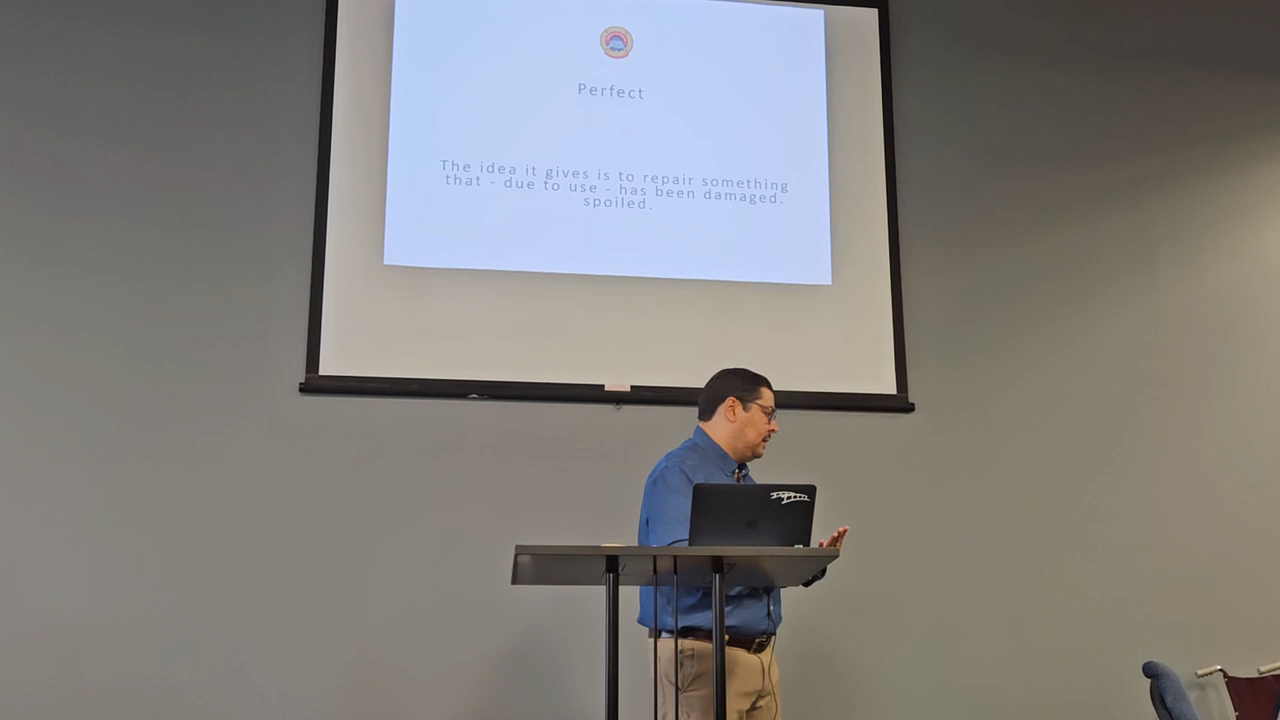 Perfect
The idea it gives is to repair something
that - due to use - has been damaged.
spoiled.